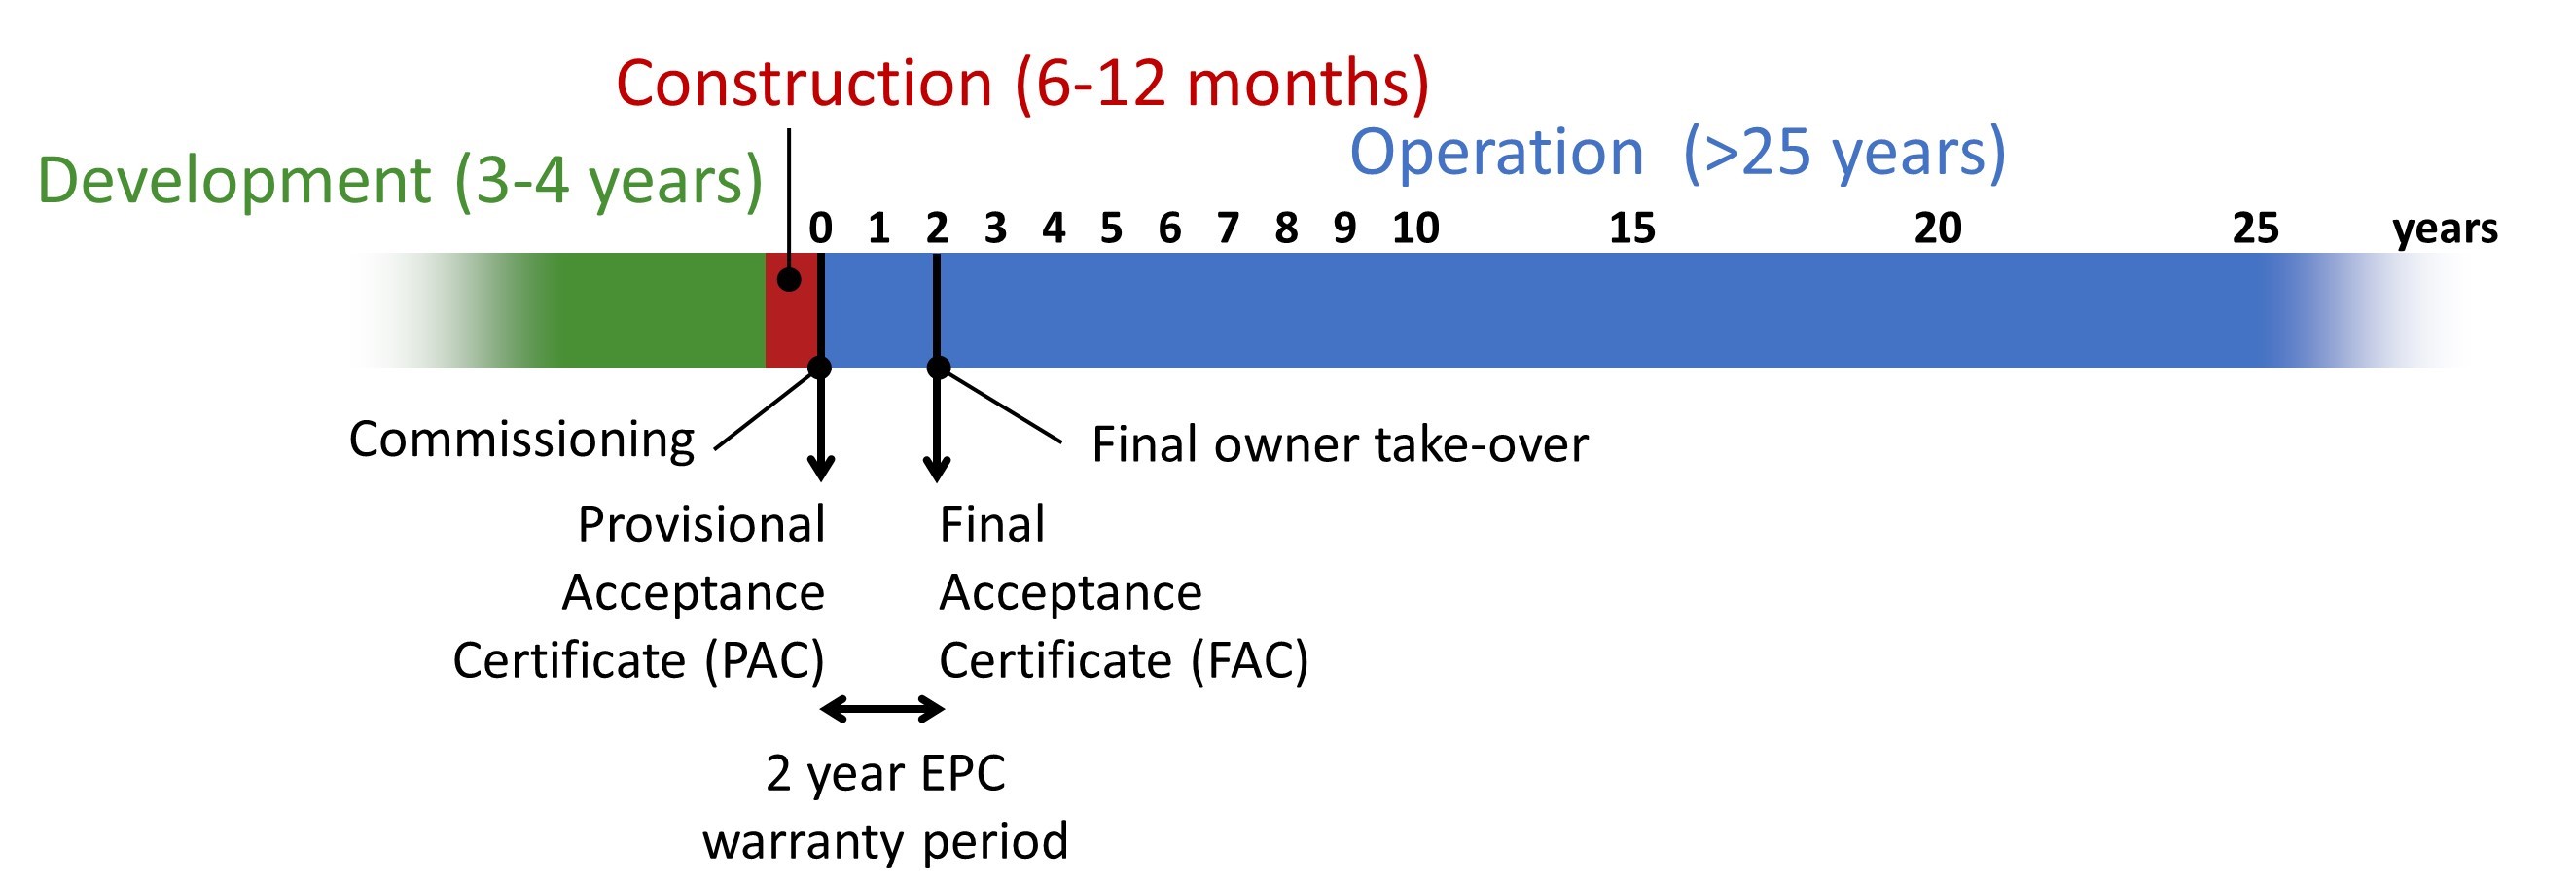 Construction (6-12 months)
Operation (>25 years)
Development (3-4 years)
0 1 2 3 4 5 6 7 8 9 10 15 20 25 years
Commissioning
Final owner take-over
Provisional
Acceptance
Certificate (PAC)
Final
Acceptance
Certificate (FAC)
2 year EPC
warranty period